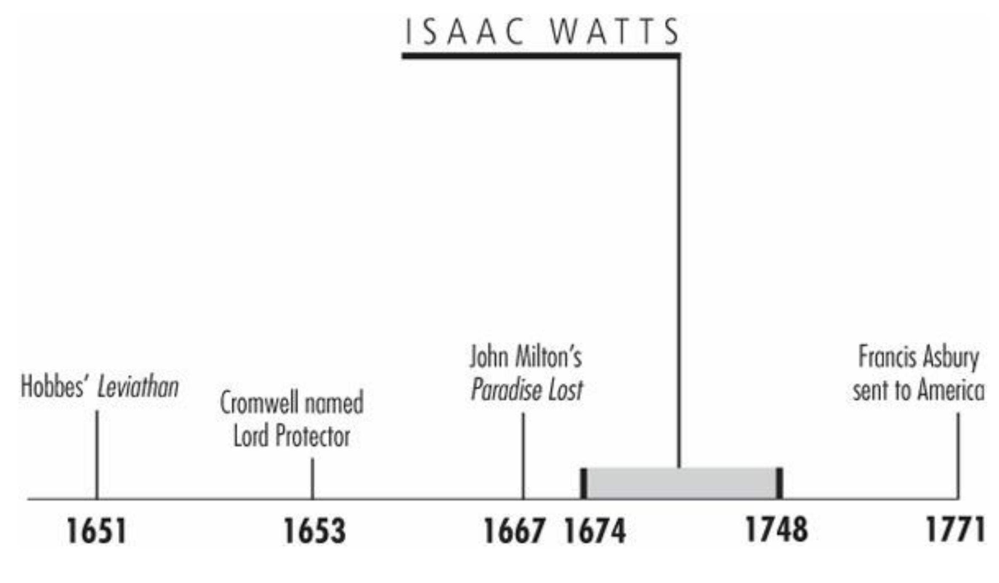 ISAAC WATTS
Hobbes’ Leviathan
Cromwell named
Lord Protector
John Milton’s
Paradise Lost
Francis Asbury
sent to America
1651
1653
1667
1674
1748
1771